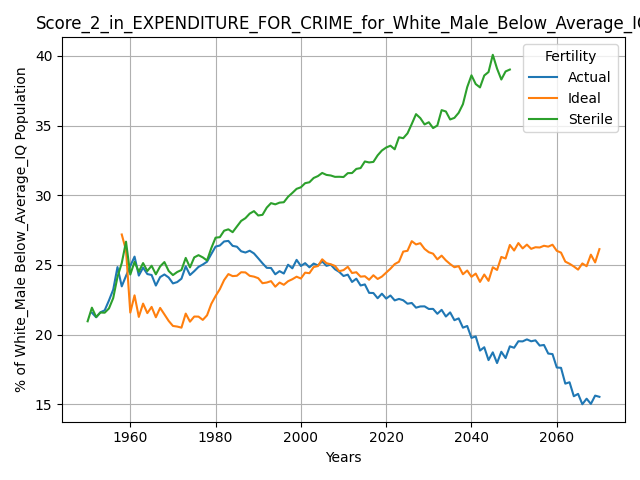 Score_2_in_EXPENDITURE_FOR_CRIME_for_White_Male_Below_Average_IQ
Fertility
Actual
Ideal
Sterile
% of White_Male Below_Average_IQ Population
40
35
30
25
20
15
1960
1980
2000
2020
2040
2060
Years